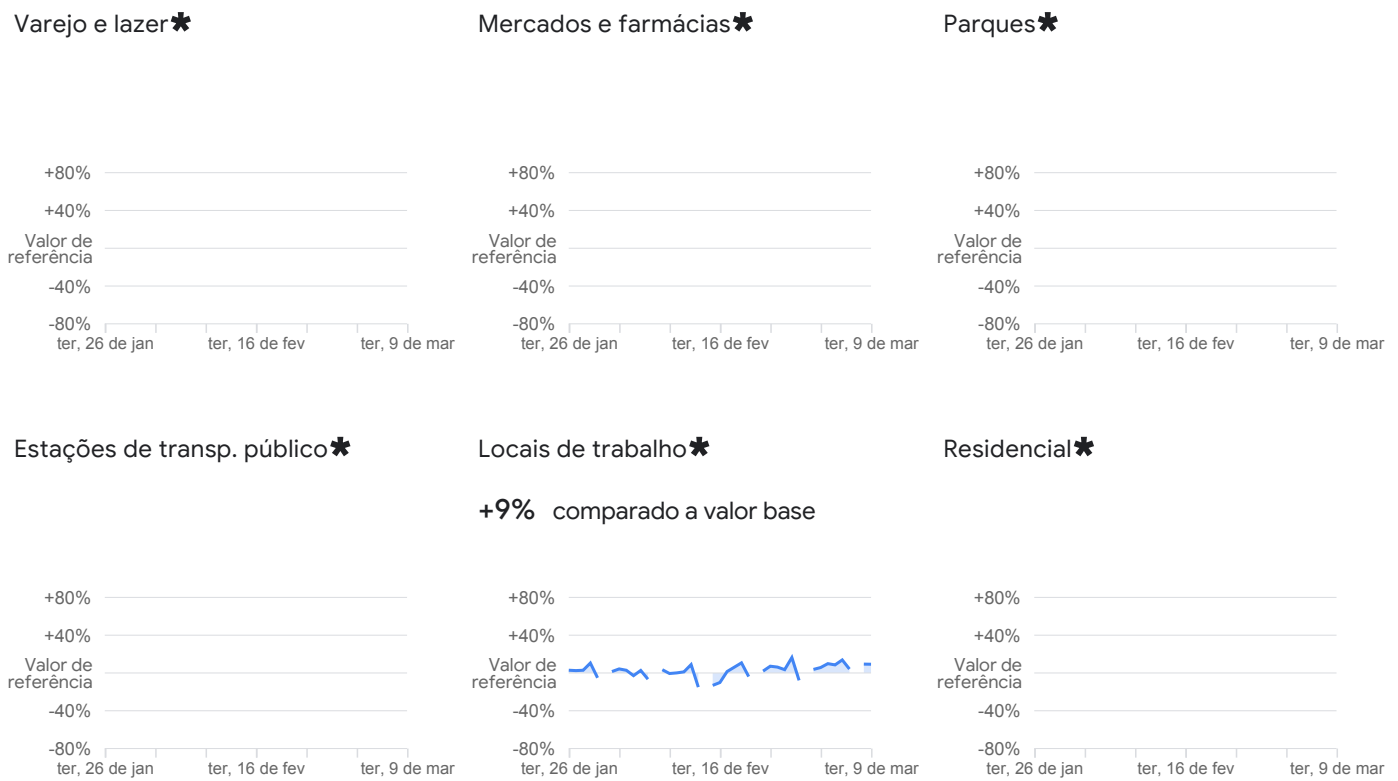 Varejo e lazer*
Mercados e farmácias*
Parques*
+80%
+40%
Valor de
referência
-40%
-80%
ter, 26 de jan
ter, 16 de fev
ter, 9 de mar
+80%
+40%
Valor de
referência
-40%
-80%
ter, 26 de jan
ter, 16 de fev
ter, 9 de mar
+80%
+40%
Valor de
referência
-40%
-80%
ter, 26 de jan
ter, 16 de fev
ter, 9 de mar
Estações de transp. público*
Locais de trabalho*
Residencial*
+9% comparado a valor base
+80%
+40%
Valor de
referência
-40%
-80%
ter, 26 de jan
ter, 16 de fev
ter, 9 de mar
+80%
+40%
Valor de
referência
-40%
-80%
ter, 26 de jan
ter, 16 de fev
ter, 9 de mar
+80%
+40%
Valor de
referência
-40%
-80%
ter, 26 de jan
ter, 16 de fev
ter, 9 de mar